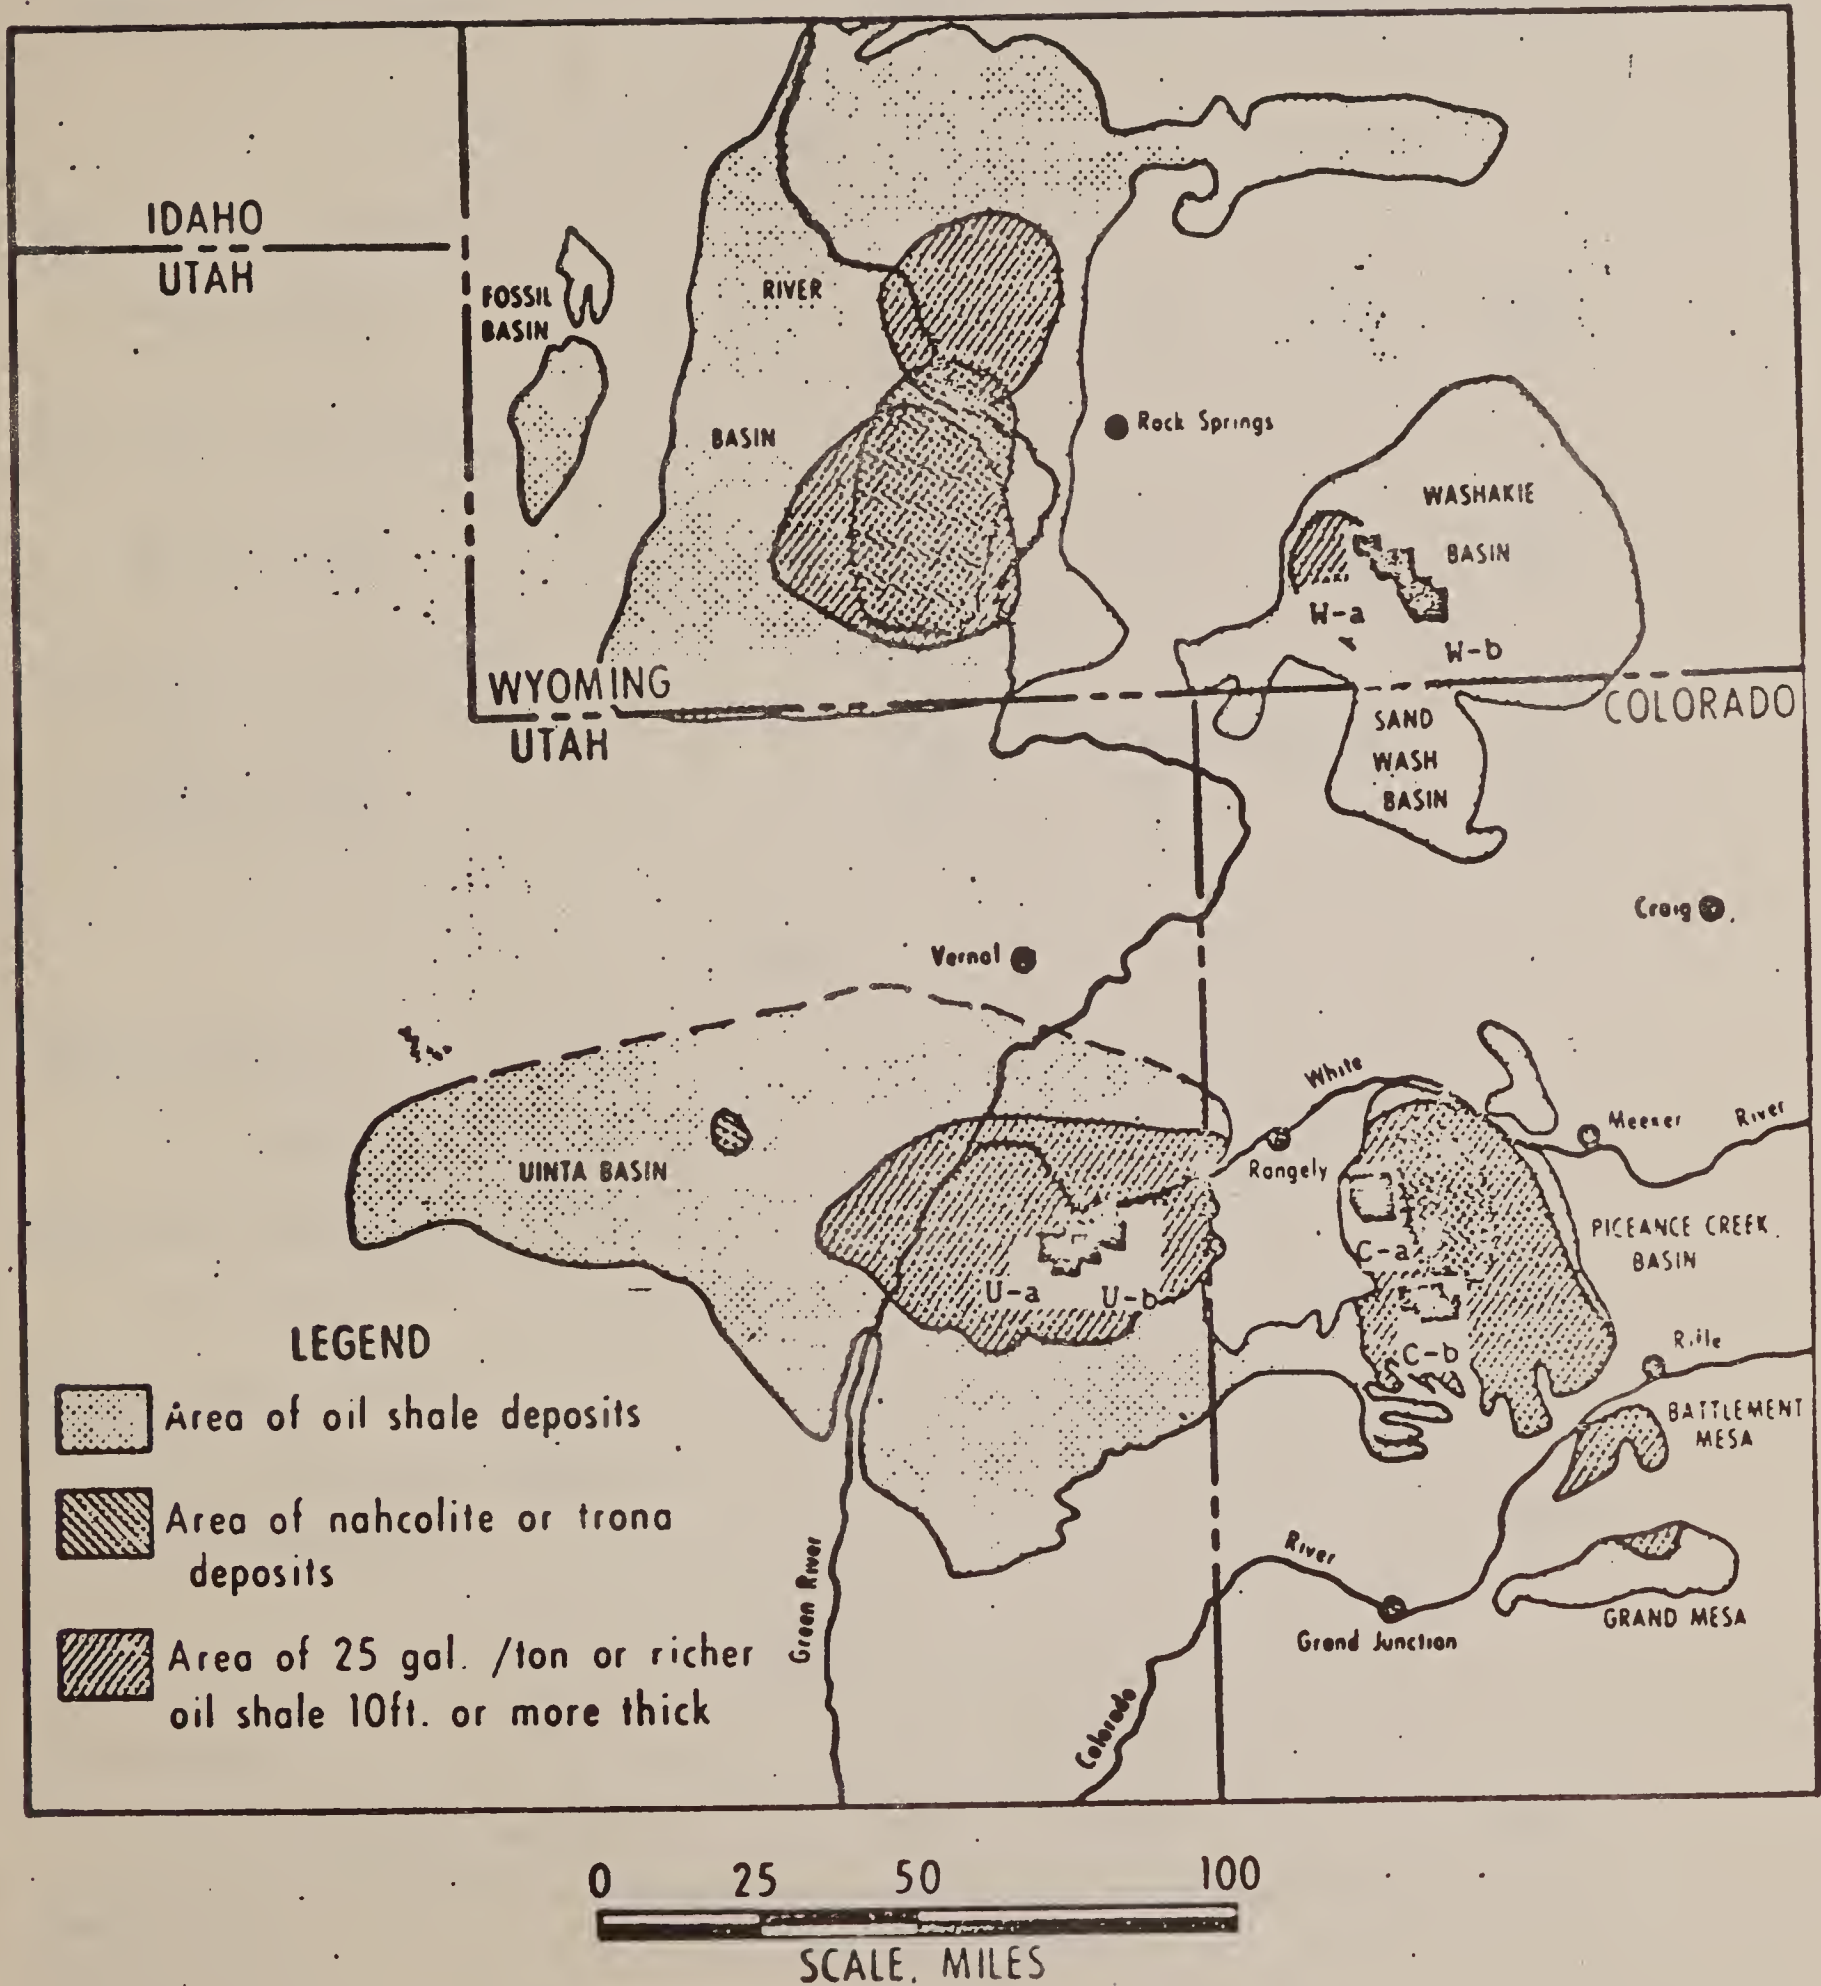 IDAHO
UTAH
FOSSIL
BASIN
RIVER
BASIN
Rock Springs
WASHAKIE
BASIN
W-a
W-b
WYOMING
UTAH
COLORADO
SAND
WASH
BASIN
Craig
Vernal
White
Meeker
River
Rangely
UINTA BASIN
PICEANCE CREEK
BASIN
C-a
U-a
U-b
C-b
LEGEND
Area of oil shale deposits
Area of nahcolite or trona
deposits
Area of 25 gal. /ton or richer
oil shale 10ft. or more thick
BATTLEMENT
MESA
Green River
River
Grand Junction
GRAND MESA
Colorado
0 25 50 100
SCALE, MILES